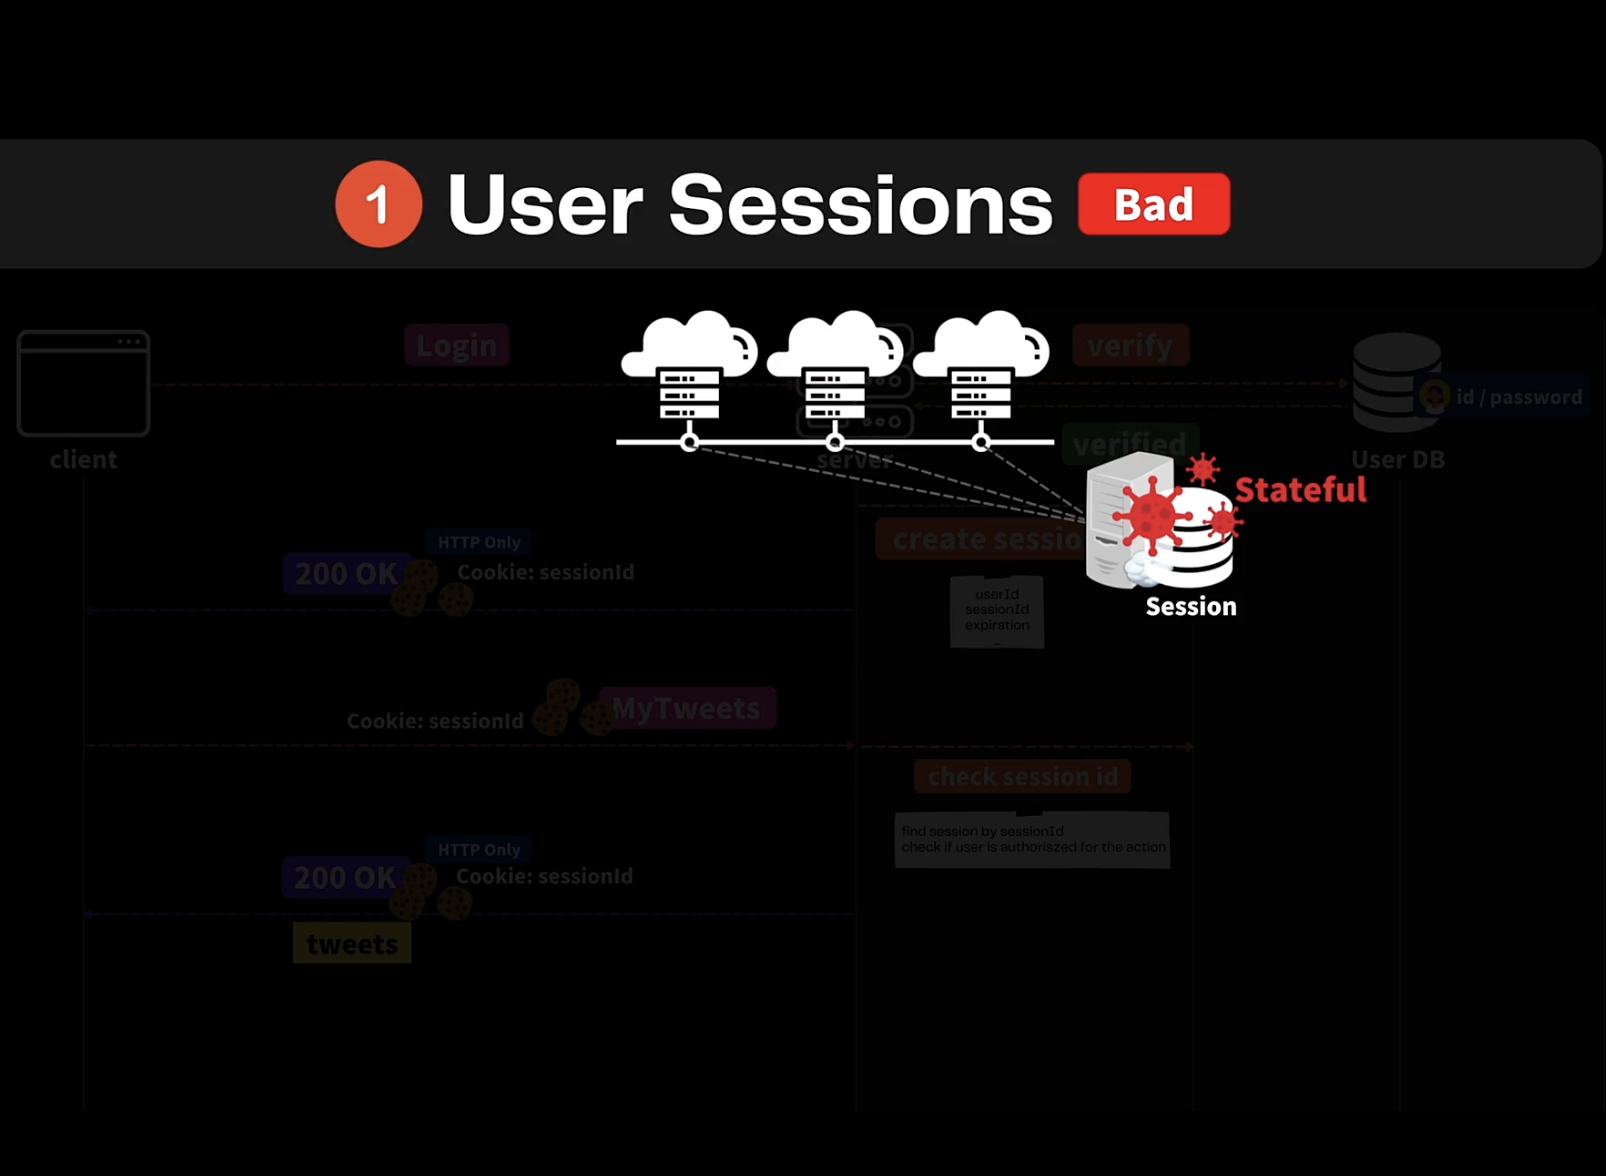 1 User Sessions Bad
Login
verify
id / password
verified
client
server
User DB
Stateful
create sessio
Session
HTTP Only
200 OK
Cookie: sessionId
userId
sessionId
expiration
Cookie: sessionId
MyTweets
check session id
find session by sessionId
check if user is authoriszed for the action
HTTP Only
200 OK
Cookie: sessionId
tweets